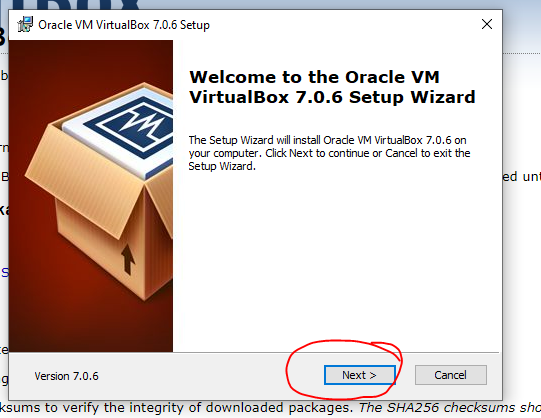 Oracle VM VirtualBox 7.0.6 Setup
Welcome to the Oracle VM
VirtualBox 7.0.6 Setup Wizard
The Setup Wizard will install Oracle VM VirtualBox 7.0.6 on
your computer. Click Next to continue or Cancel to exit the
Setup Wizard.
ed unt
Version 7.0.6
Next >
Cancel
cksums to verify the integrity of downloaded packages. The SHA256 checksums sho